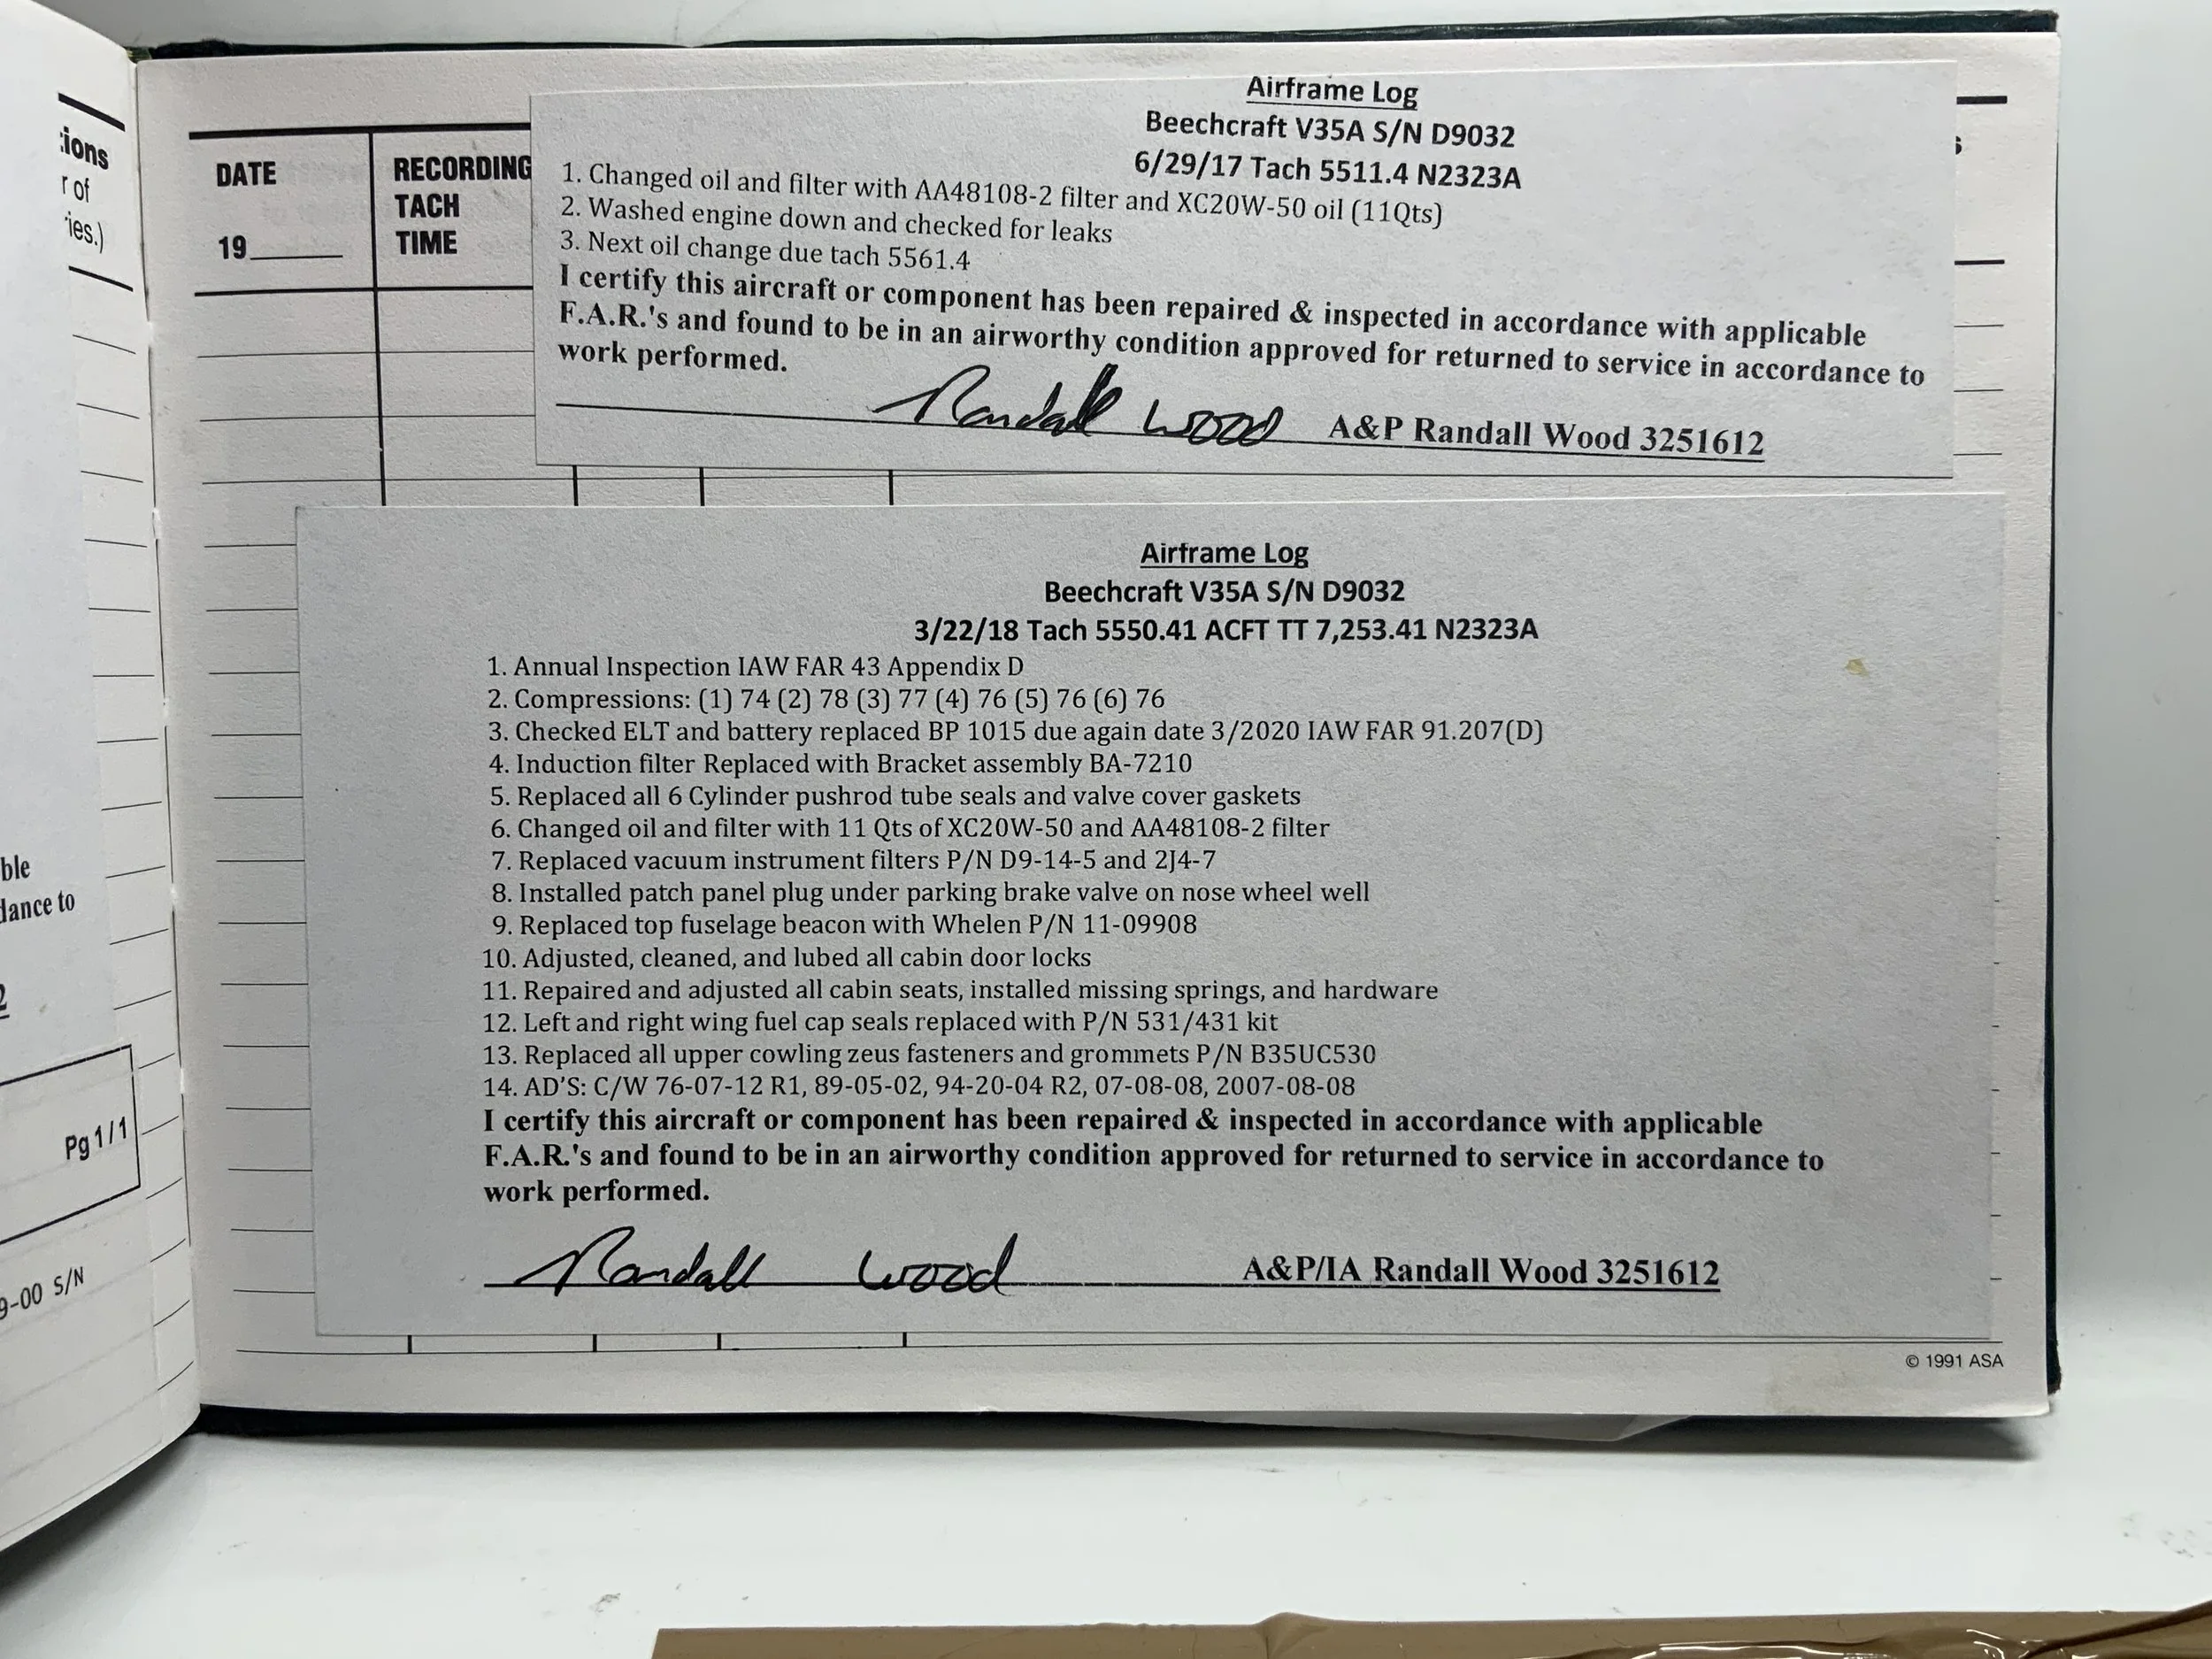 ions
r of
ies.)
ble
dance to
2
Pg 1/1
9-00 S/N
DATE
19
RECORDING
TACH
TIME
s
Airframe Log
Beechcraft V35A S/N D9032
6/29/17 Tach 5511.4 N2323A
1. Changed oil and filter with AA48108-2 filter and XC20W-50 oil (11Qts)
2. Washed engine down and checked for leaks
3. Next oil change due tach 5561.4
I certify this aircraft or component has been repaired & inspected in accordance with applicable
F.A.R.'s and found to be in an airworthy condition approved for returned to service in accordance to
work performed.
Randall Wood A&P Randall Wood 3251612
Airframe Log
Beechcraft V35A S/N D9032
3/22/18 Tach 5550.41 ACFT TT 7,253.41 N2323A
1. Annual Inspection IAW FAR 43 Appendix D
2. Compressions: (1) 74 (2) 78 (3) 77 (4) 76 (5) 76 (6) 76
3. Checked ELT and battery replaced BP 1015 due again date 3/2020 IAW FAR 91.207(D)
4. Induction filter Replaced with Bracket assembly BA-7210
5. Replaced all 6 Cylinder pushrod tube seals and valve cover gaskets
6. Changed oil and filter with 11 Qts of XC20W-50 and AA48108-2 filter
7. Replaced vacuum instrument filters P/N D9-14-5 and 2J4-7
8. Installed patch panel plug under parking brake valve on nose wheel well
9. Replaced top fuselage beacon with Whelen P/N 11-09908
10. Adjusted, cleaned, and lubed all cabin door locks
11. Repaired and adjusted all cabin seats, installed missing springs, and hardware
12. Left and right wing fuel cap seals replaced with P/N 531/431 kit
13. Replaced all upper cowling zeus fasteners and grommets P/N B35UC530
14. AD'S: C/W 76-07-12 R1, 89-05-02, 94-20-04 R2, 07-08-08, 2007-08-08
I certify this aircraft or component has been repaired & inspected in accordance with applicable
F.A.R.'s and found to be in an airworthy condition approved for returned to service in accordance to
work performed.
Randall Wood A&P/IA Randall Wood 3251612
© 1991 ASA